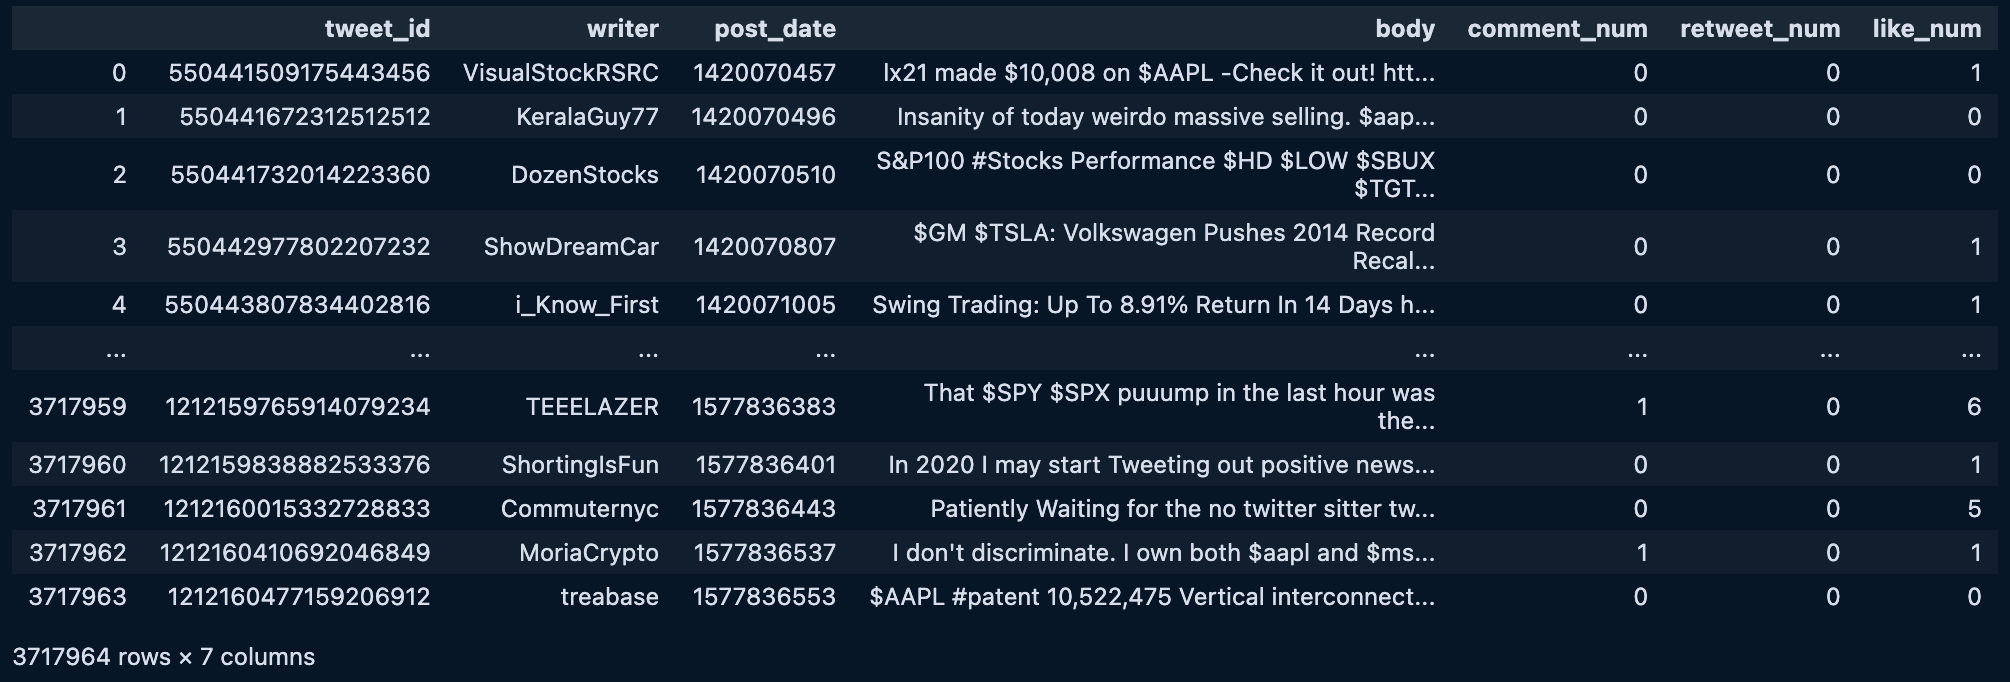 tweet_id writer post_date body comment_num retweet_num like_num
0 550441509175443456 VisualStockRSRC 1420070457 lx21 made $10,008 on $AAPL -Check it out! htt... 0 0 1
1 550441672312512512 KeralaGuy77 1420070496 Insanity of today weirdo massive selling. $aap... 0 0 0
2 550441732014223360 DozenStocks 1420070510 S&P100 #Stocks Performance $HD $LOW $SBUX
$TGT... 0 0 0
3 550442977802207232 ShowDreamCar 1420070807 $GM $TSLA: Volkswagen Pushes 2014 Record
Recal... 0 0 1
4 550443807834402816 i_Know_First 1420071005 Swing Trading: Up To 8.91% Return In 14 Days h... 0 0 1
... ... ... ... ... ... ... ...
3717959 1212159765914079234 TEEELAZER 1577836383 That $SPY $SPX puuump in the last hour was
the... 1 0 6
3717960 1212159838882533376 ShortingIsFun 1577836401 In 2020 I may start Tweeting out positive news... 0 0 1
3717961 1212160015332728833 Commuternyc 1577836443 Patiently Waiting for the no twitter sitter tw... 0 0 5
3717962 1212160410692046849 MoriaCrypto 1577836537 I don't discriminate. I own both $aapl and $ms... 1 0 1
3717963 1212160477159206912 treabase 1577836553 $AAPL #patent 10,522,475 Vertical interconnect... 0 0 0
3717964 rows × 7 columns